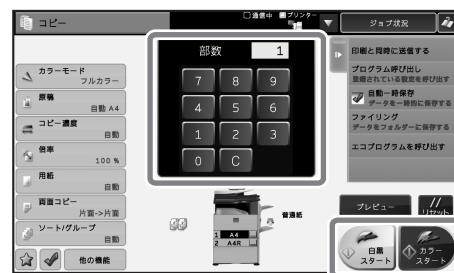 コピー
通信中
プリンター
ジョブ状況
部数
1
7 8 9
4 5 6
1 2 3
0 C
カラーモード
フルカラー
原稿
自動 A4
コピー濃度
自動
倍率
100 %
用紙
自動
両面コピー
片面->片面
ソート/グループ
自動
他の機能
普通紙
1 A4
2 A4R
印刷と同時に送信する
プログラム呼び出し
登録されている設定を呼び出す
自動一時保存
データを一時的に保存する
ファイリング
データをフォルダーに保存する
エコプログラムを呼び出す
プレビュー
リセット
白黒
スタート
カラー
スタート